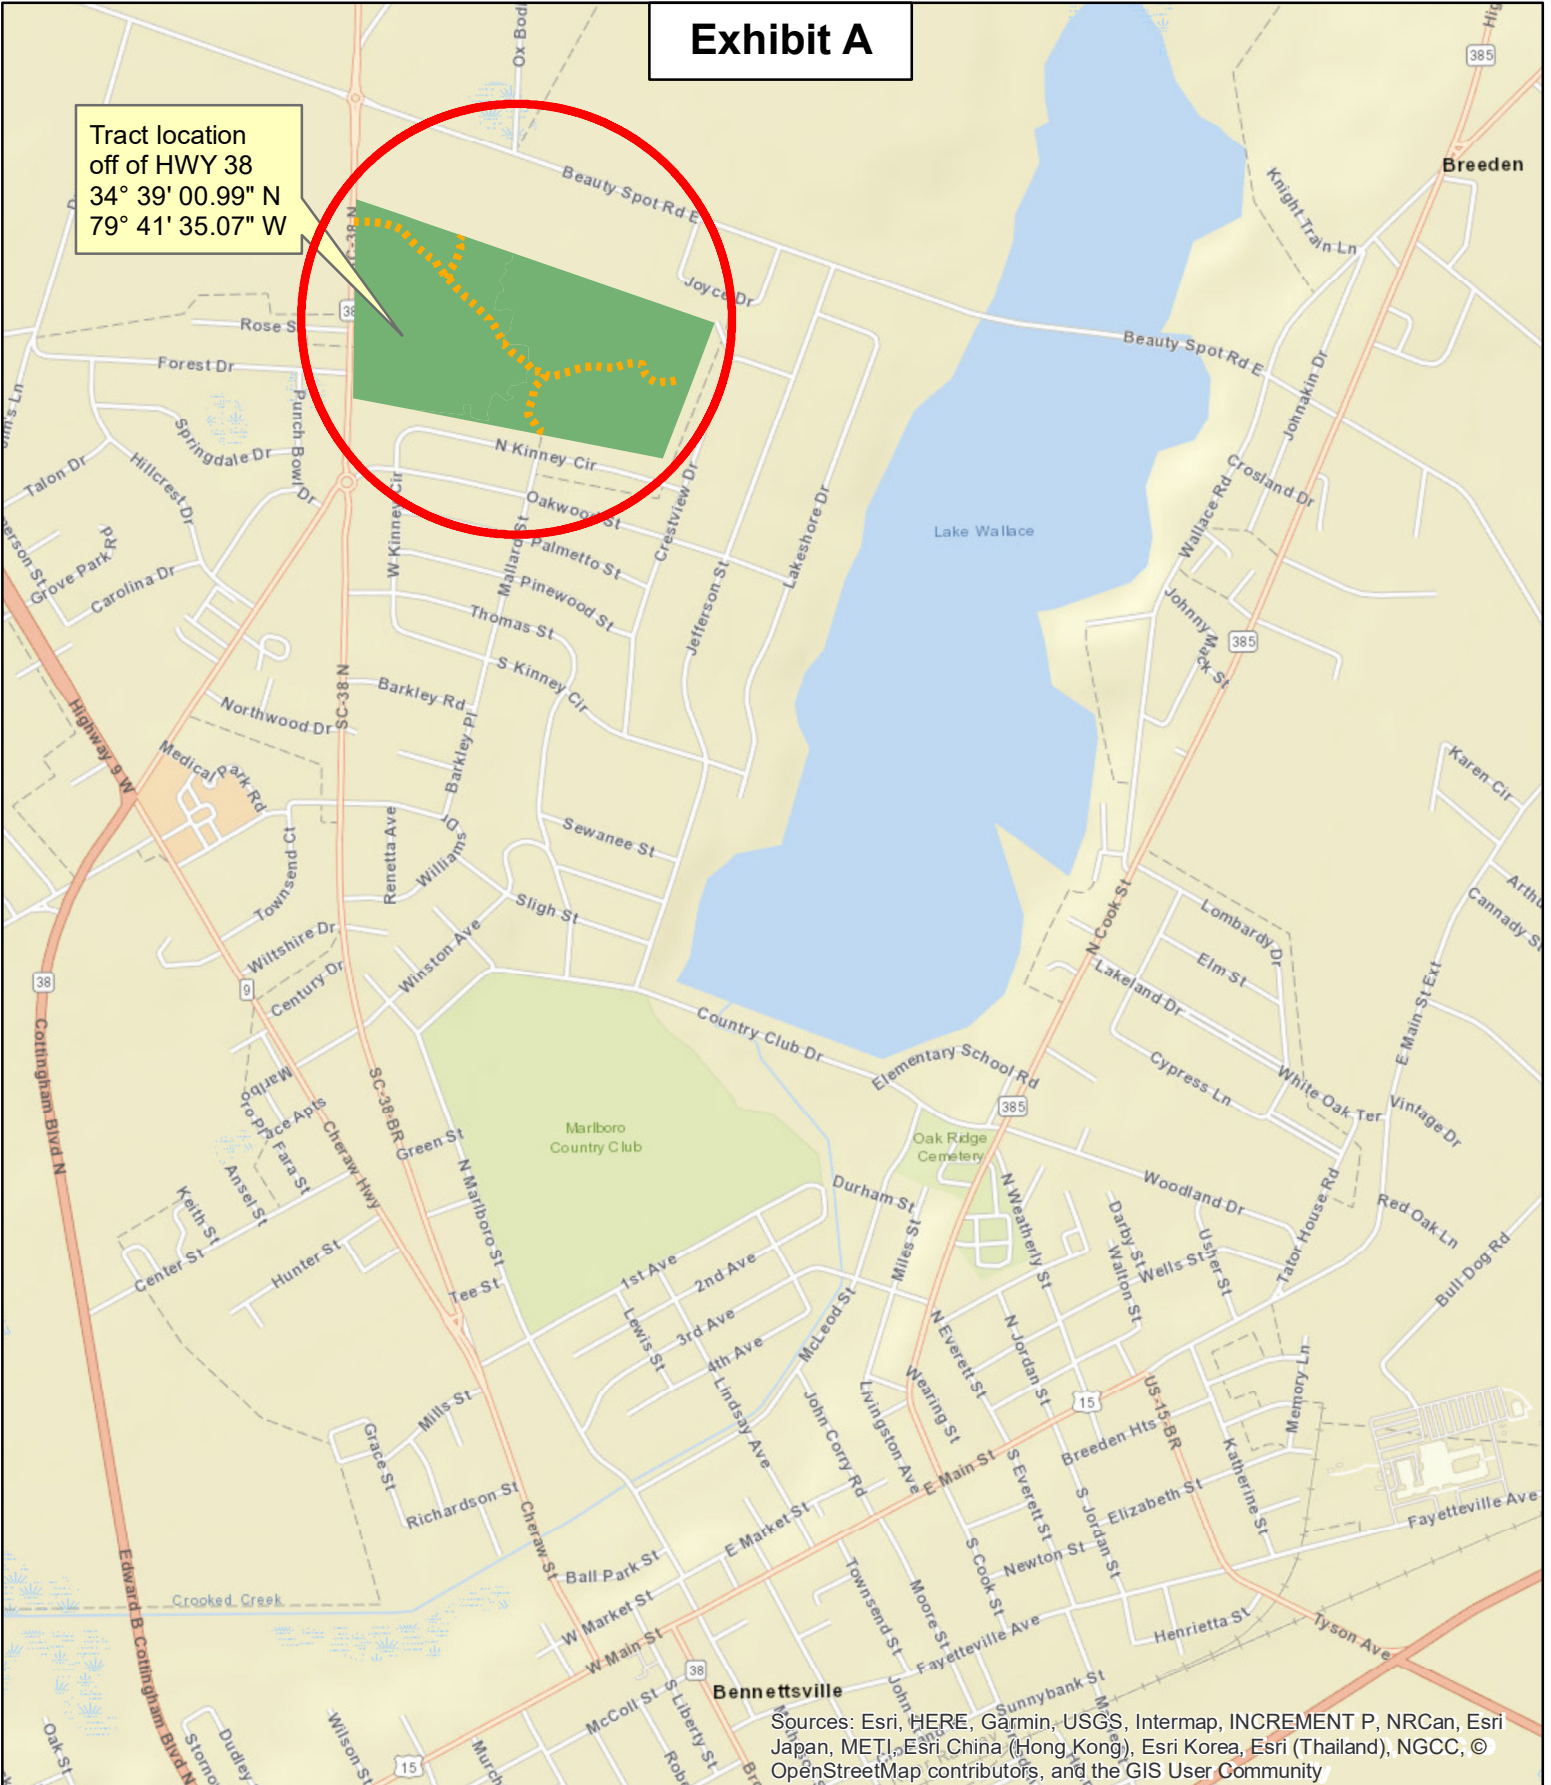 Exhibit A
Tract location
off of HWY 38
34° 39' 00.99" N
79° 41' 35.07" W
385
Breeden
Beauty Spot Rd E
Knight Train Ln
SC-38 N
Joyce Dr
38
Rose S
Forest Dr
Beauty Spot Rd E
Johnakin Dr
Punch Bowl Dr
Springdale Dr
Hillcrest Dr
Talon Dr
N Kinney Cir
W Kinney Cir
Oakwood St
Crestview Dr
Lakeshore Dr
Crosland Dr
Wallace Rd
Lake Wallace
Grove Park Rd
Carolina Dr
Mallard St
Palmetto St
Pinewood St
Thomas St
Jefferson St
Johnny Mack St
385
S Kinney Cir
SC-38 N
Barkley Rd
Northwood Dr
Highway 9 W
Medical Park Rd
Barkley Pl
Karen Cir
Renetta Ave
Williams Dr
Sewanee St
Townsend Ct
Sligh St
Wiltshire Dr
Winston Ave
Century Dr
N Cook St
Lombardy Dr
Elm St
Cannady S
Lakeland Dr
E Main St Ext
38
9
Cottingham Blvd N
Country Club Dr
Elementary School Rd
Cypress Ln
White Oak Ter
Vintage Dr
385
Marlboro Place Apts
SC-38-BR
Cheraw Hwy
Green St
Fara St
Ansel St
Keith St
N Marlboro St
Marlboro
Country Club
Oak Ridge
Cemetery
Durham St
Miles St
N Weatherly St
Woodland Dr
Tator House Rd
Red Oak Ln
Bull Dog Rd
Darby St
Walton St
Wells St
Usher St
Center St
Hunter St
Tee St
1st Ave
2nd Ave
3rd Ave
4th Ave
Lewis St
McLeod St
N Everett St
N Jordan St
Lindsay Ave
John Corry Rd
Livingston Ave
Wearing St
15
US-15-BR
Memory Ln
Mills St
Grace St
Richardson St
Breeden Hts
E Main St
S Everett St
Elizabeth St
S Jordan St
Katherine St
Fayetteville Ave
Cheraw St
E Market St
Ball Park St
Newton St
S Cook St
Edward B Cottingham Blvd N
Crooked Creek
W Market St
W Main St
Townsend St
Moore St
Fayetteville Ave
Henrietta St
Tyson Ave
38
Bennettsville
McColl St
S Liberty St
Sunnybank St
Oak St
Dudley
Wilson St
15
Sources: Esri, HERE, Garmin, USGS, Intermap, INCREMENT P, NRCan, Esri
Japan, METI, Esri China (Hong Kong), Esri Korea, Esri (Thailand), NGCC, ©
OpenStreetMap contributors, and the GIS User Community